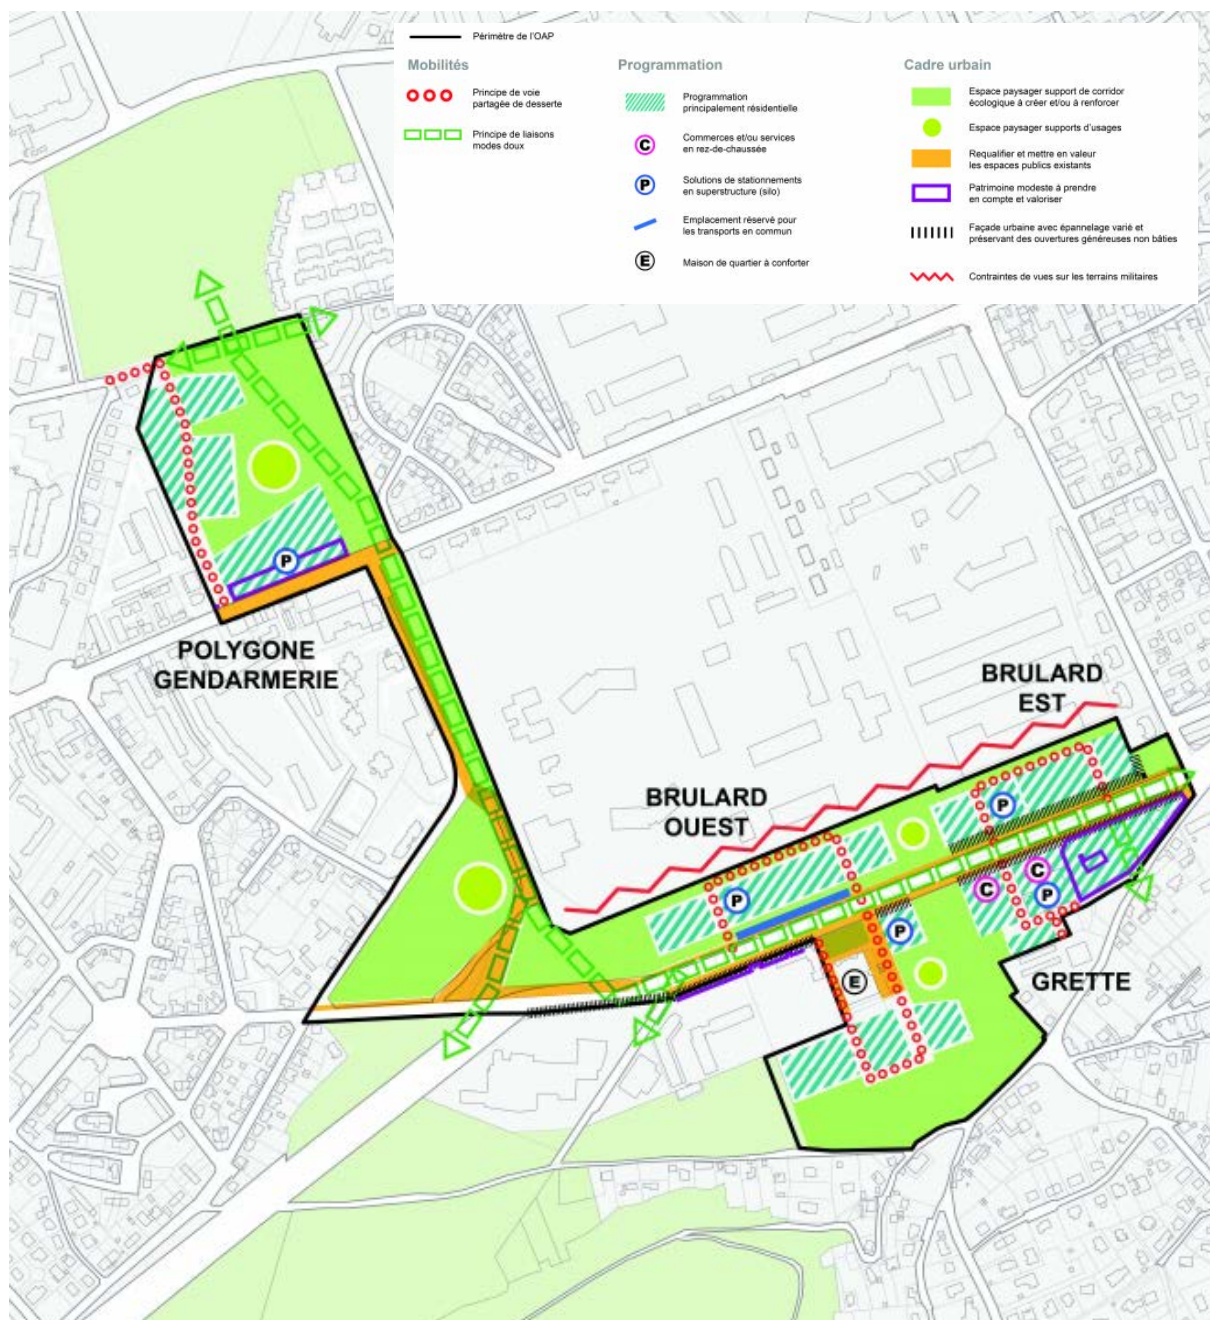 Périmètre de l'OAP
Mobilités
Principe de voie
partagée de desserte
Principe de liaisons
modes doux
Programmation
Programmation
principalement résidentielle
C
Commerces et/ou services
en rez-de-chaussée
P
Solutions de stationnements
en superstructure (silo)
Emplacement réservé pour
les transports en commun
E
Maison de quartier à conforter
Cadre urbain
Espace paysager support de corridor
écologique à créer et/ou à renforcer
Espace paysager supports d'usages
Requalifier et mettre en valeur
les espaces publics existants
Patrimoine modeste à prendre
en compte et valoriser
Façade urbaine avec épannelage varié et
préservant des ouvertures généreuses non bâties
Contraintes de vues sur les terrains militaires
P
POLYGONE
GENDARMERIE
BRULARD
EST
BRULARD
OUEST
P
P
C
C
P
P
E
GRETTE